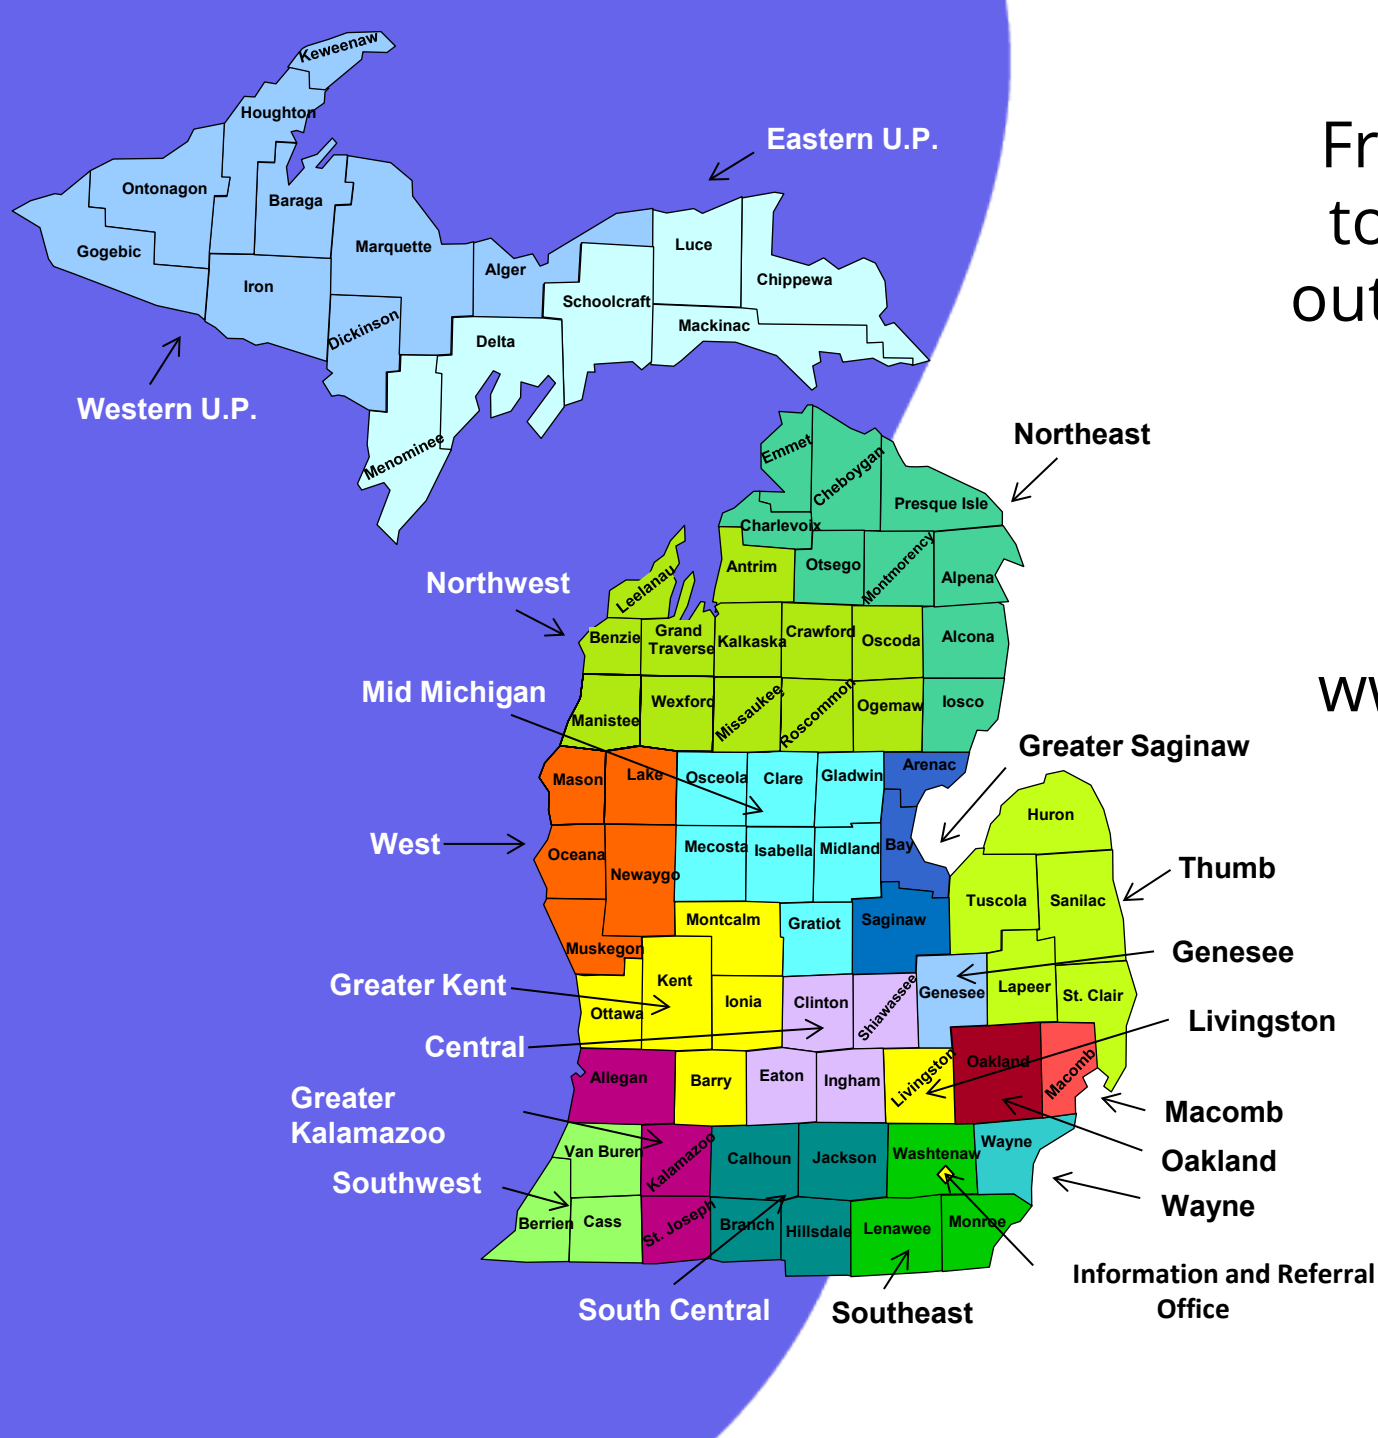 Keweenaw
Houghton
Eastern U.P.
Fr
Ontonagon
Baraga
to
Gogebic
Marquette
Luce
Alger
Chippewa
Iron
Schoolcraft
out
Dickinson
Mackinac
Delta
Western U.P.
Menominee
Northeast
Emmet
Cheboygan
Presque Isle
Charlevoix
Antrim
Otsego
Montmorency
Alpena
Northwest
Leelanau
Benzie
Grand
Traverse
Kalkaska
Crawford
Oscoda
Alcona
Mid Michigan
Manistee
Wexford
Missaukee
Roscommon
Ogemaw
Iosco
ww
Greater Saginaw
Mason
Lake
Osceola
Clare
Gladwin
Arenac
Huron
West
Oceana
Newaygo
Mecosta
Isabella
Midland
Bay
Thumb
Tuscola
Sanilac
Muskegon
Montcalm
Gratiot
Saginaw
Genesee
Greater Kent
Ottawa
Kent
Ionia
Clinton
Shiawassee
Genesee
Lapeer
St. Clair
Livingston
Central
Allegan
Barry
Eaton
Ingham
Livingston
Oakland
Macomb
Greater
Kalamazoo
Macomb
Van Buren
Kalamazoo
Calhoun
Jackson
Washtenaw
Wayne
Oakland
Southwest
Wayne
Berrien
Cass
St. Joseph
Branch
Hillsdale
Lenawee
Monroe
Information and Referral
Office
South Central
Southeast